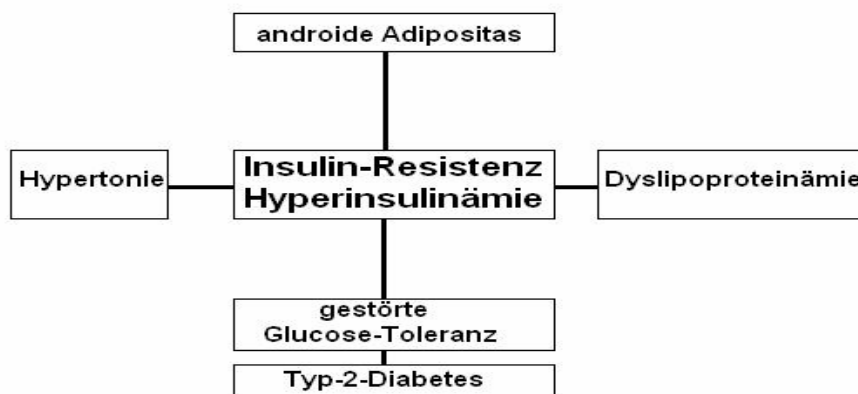 androide Adipositas
Hypertonie
Insulin-Resistenz
Hyperinsulinämie
Dyslipoproteinämie
gestörte
Glucose-Toleranz
Typ-2-Diabetes